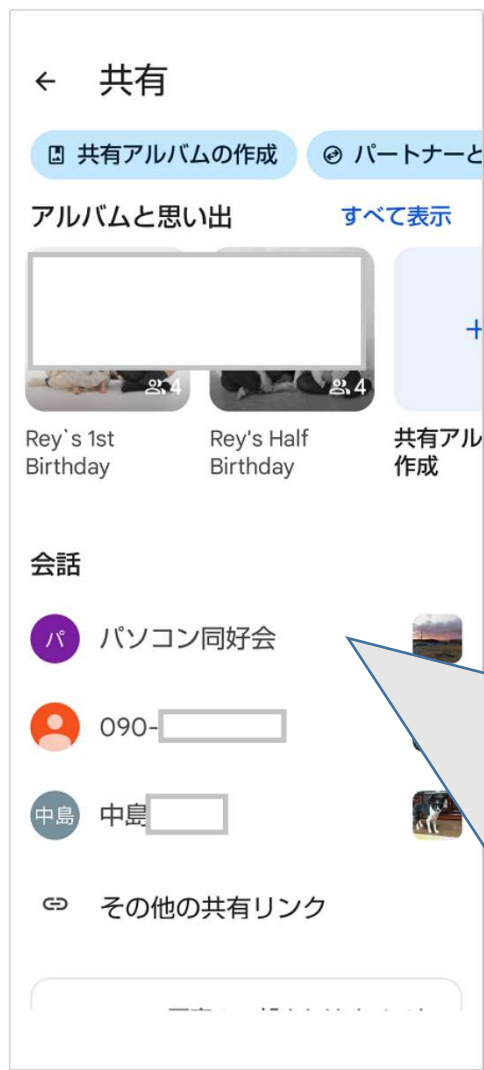 ← 共有
共有アルバムの作成 パートナーと
アルバムと思い出 すべて表示
4 4
Rey`s 1st Birthday
Rey's Half Birthday
共有アル
作成
会話
パ パソコン同好会
090-
中島 中島
その他の共有リンク